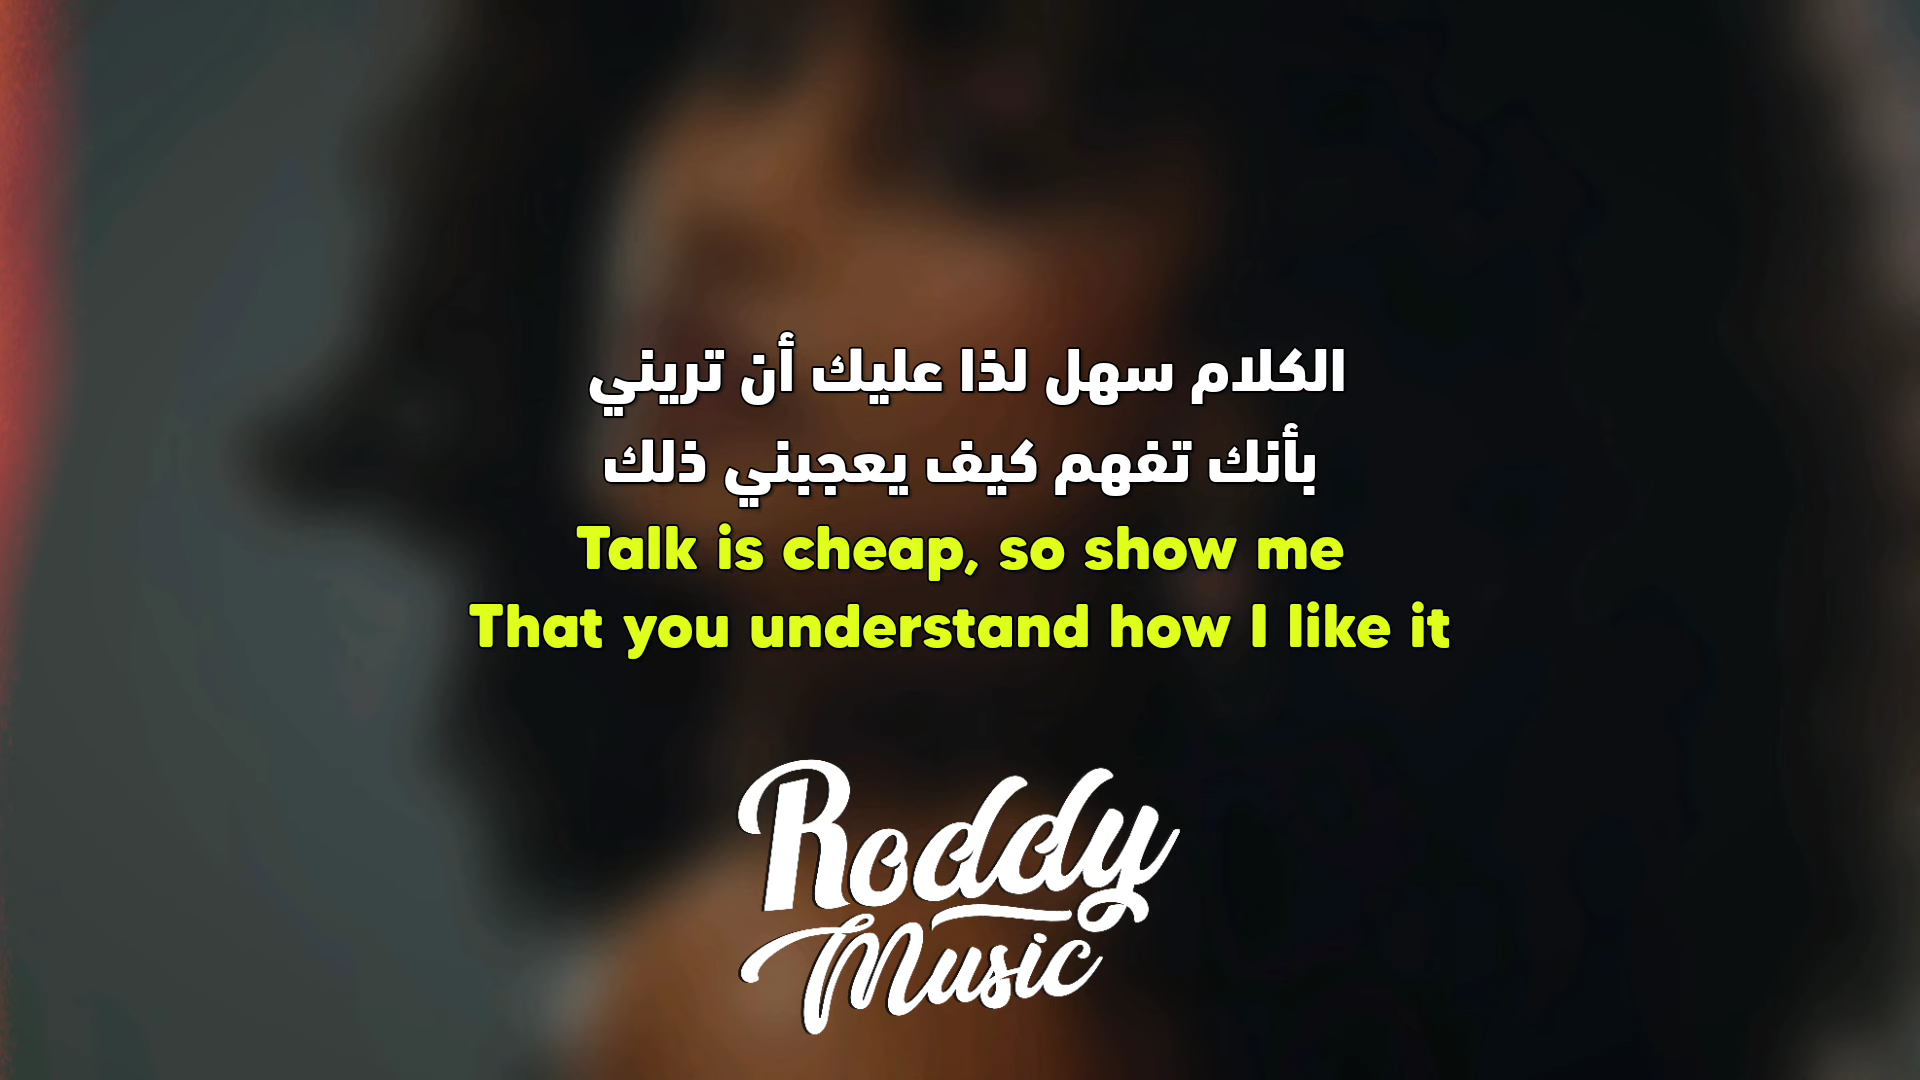 الكلام سهل لذا عليك أن تريني
بأنك تفهم كيف يعجبني ذلك
Talk is cheap, so show me
That you understand how I like it
Roddy
Music